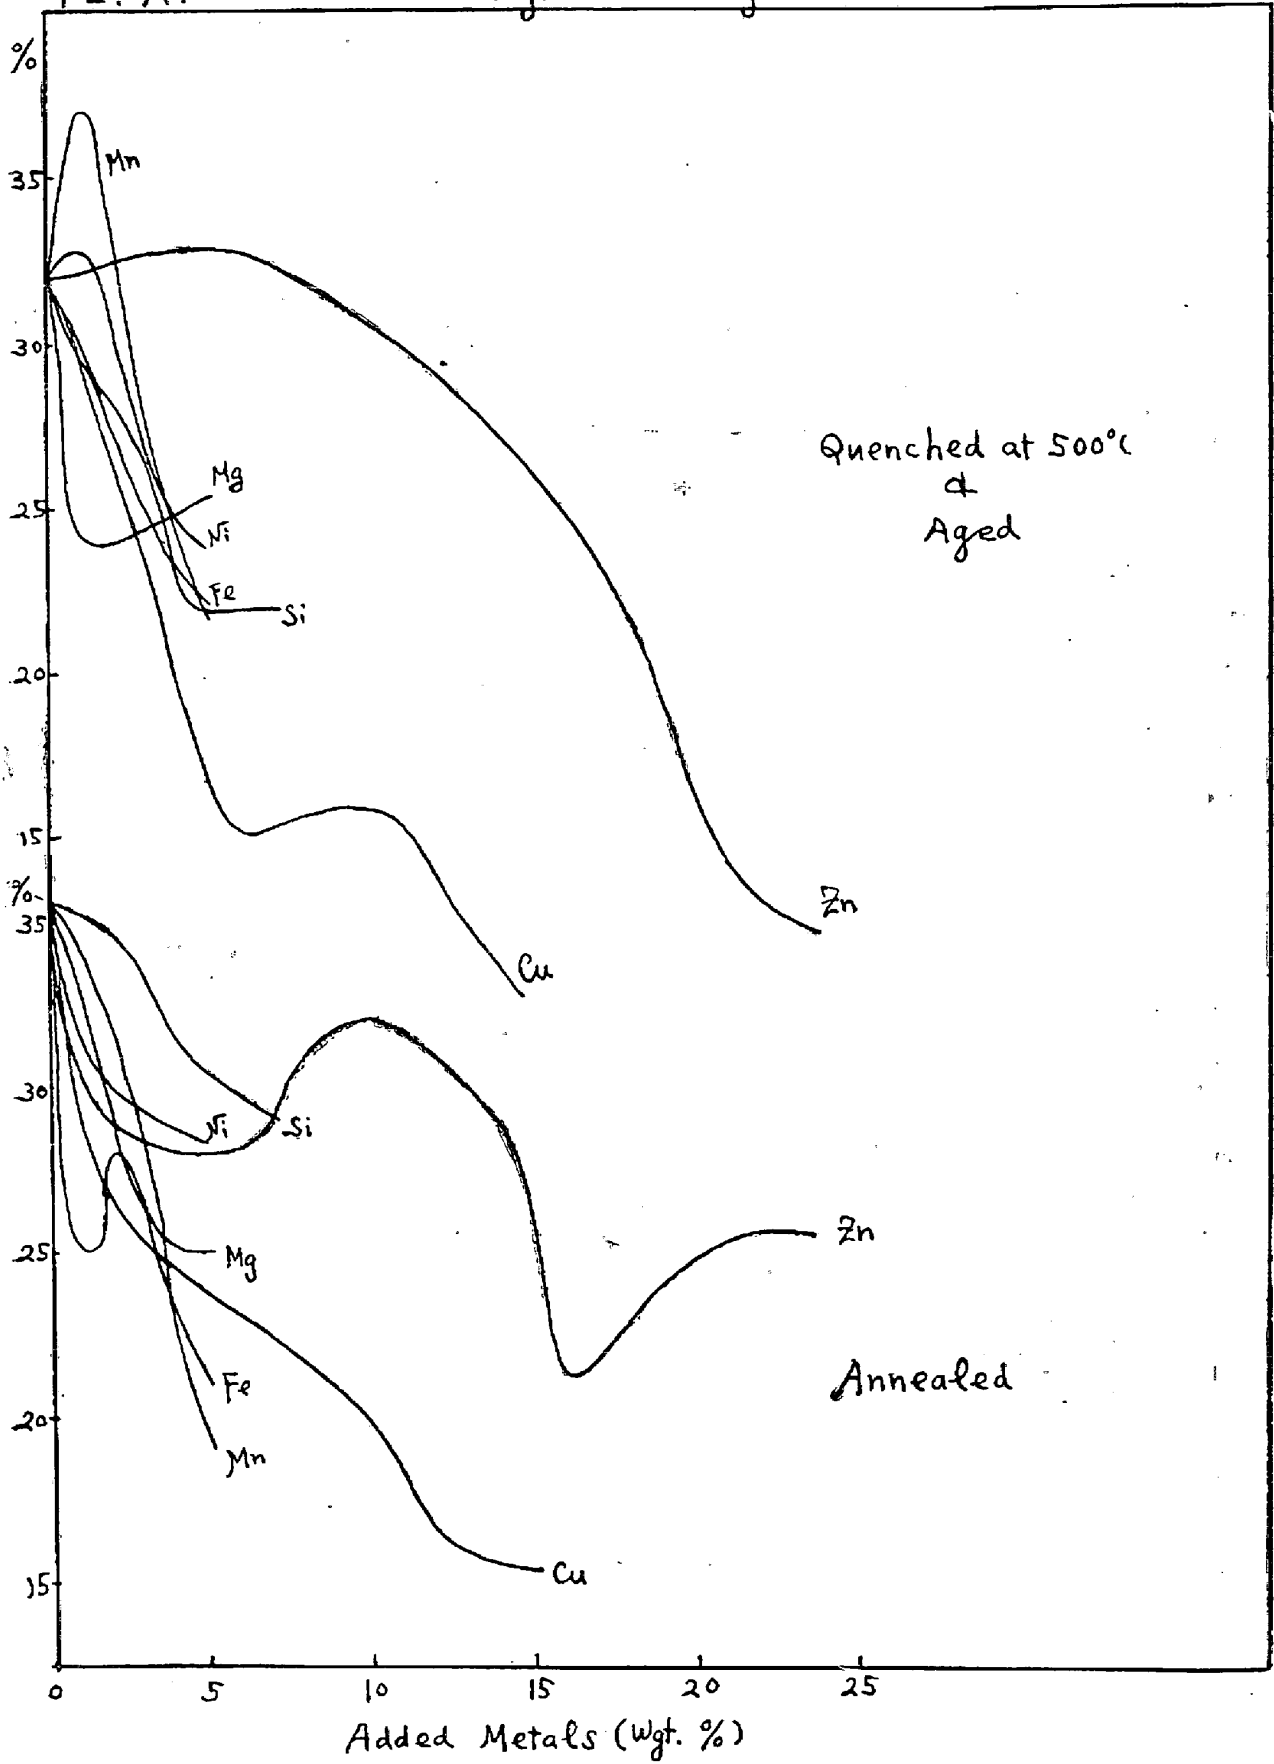 %
Mn
35
30
Mg
25
Ni
Quenched at 500°C
&
Aged
Fe
Si
20
15
%
Zn
35
Cu
30
Ni
Si
25
Mg
Zn
Fe
Annealed
20
Mn
Cu
15
0 5 10 15 20 25
Added Metals (Wgt. %)